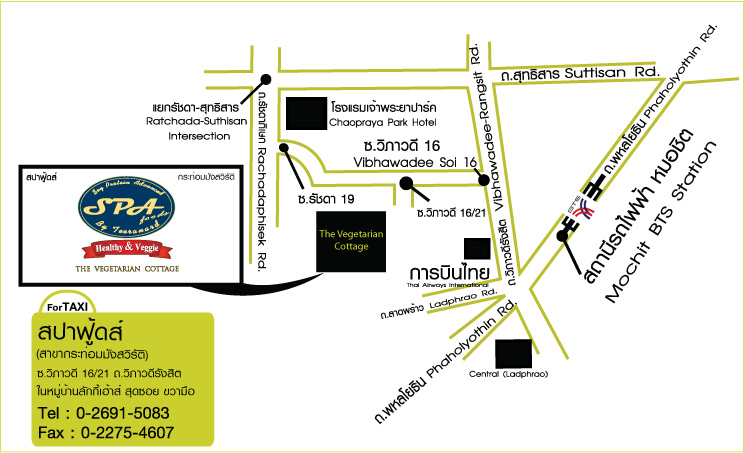 ถ.สุทธิสาร Suttisan Rd.
ถ.พหลโยธิน Phaholyothin Rd.
ถ.วิภาวดีรังสิต Vibhawadee-Rangsit Rd.
แยกรัชดา-สุทธิสาร
Ratchada-Suthisan
Intersection
ถ.รัชดาภิเษก Rachadaphisek Rd.
โรงแรมเจ้าพระยาปาร์ค
Chaopraya Park Hotel
ซ.วิภาวดี 16
Vibhawadee Soi 16
ซ.รัชดา 19
ซ.วิภาวดี 16/21
BTS
สถานีรถไฟฟ้า หมอชิต
Mochit BTS Station
สปาฟู้ดส์
กระท่อมมังสวิรัติ
Soy Protein Advanced
SPA
foods
By Teeranard
Healthy & Veggie
THE VEGETARIAN COTTAGE
The Vegetarian
Cottage
การบินไทย
Thai Airways International
ถ.ลาดพร้าว Ladphrao Rd.
ถ.พหลโยธิน Phaholyothin Rd.
Central (Ladphrao)
For TAXI
สปาฟู้ดส์
(สาขากระท่อมมังสวิรัติ)
ซ.วิภาวดี 16/21 ถ.วิภาวดีรังสิต
ในหมู่บ้านลักกี้เฮ้าส์ สุดซอย ขวามือ
Tel : 0-2691-5083
Fax : 0-2275-4607